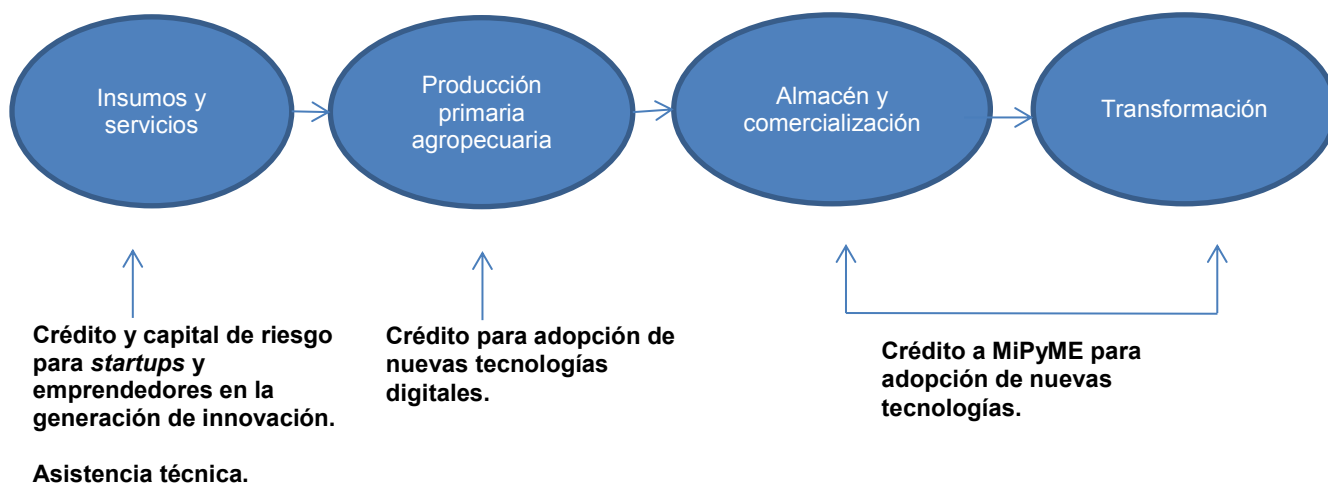 Insumos y
servicios
Producción
primaria
agropecuaria
Almacén y
comercialización
Transformación
Crédito y capital de riesgo
para startups y
emprendedores en la
generación de innovación.
Asistencia técnica.
Crédito para adopción de
nuevas tecnologías
digitales.
Crédito a MiPyME para
adopción de nuevas
tecnologías.